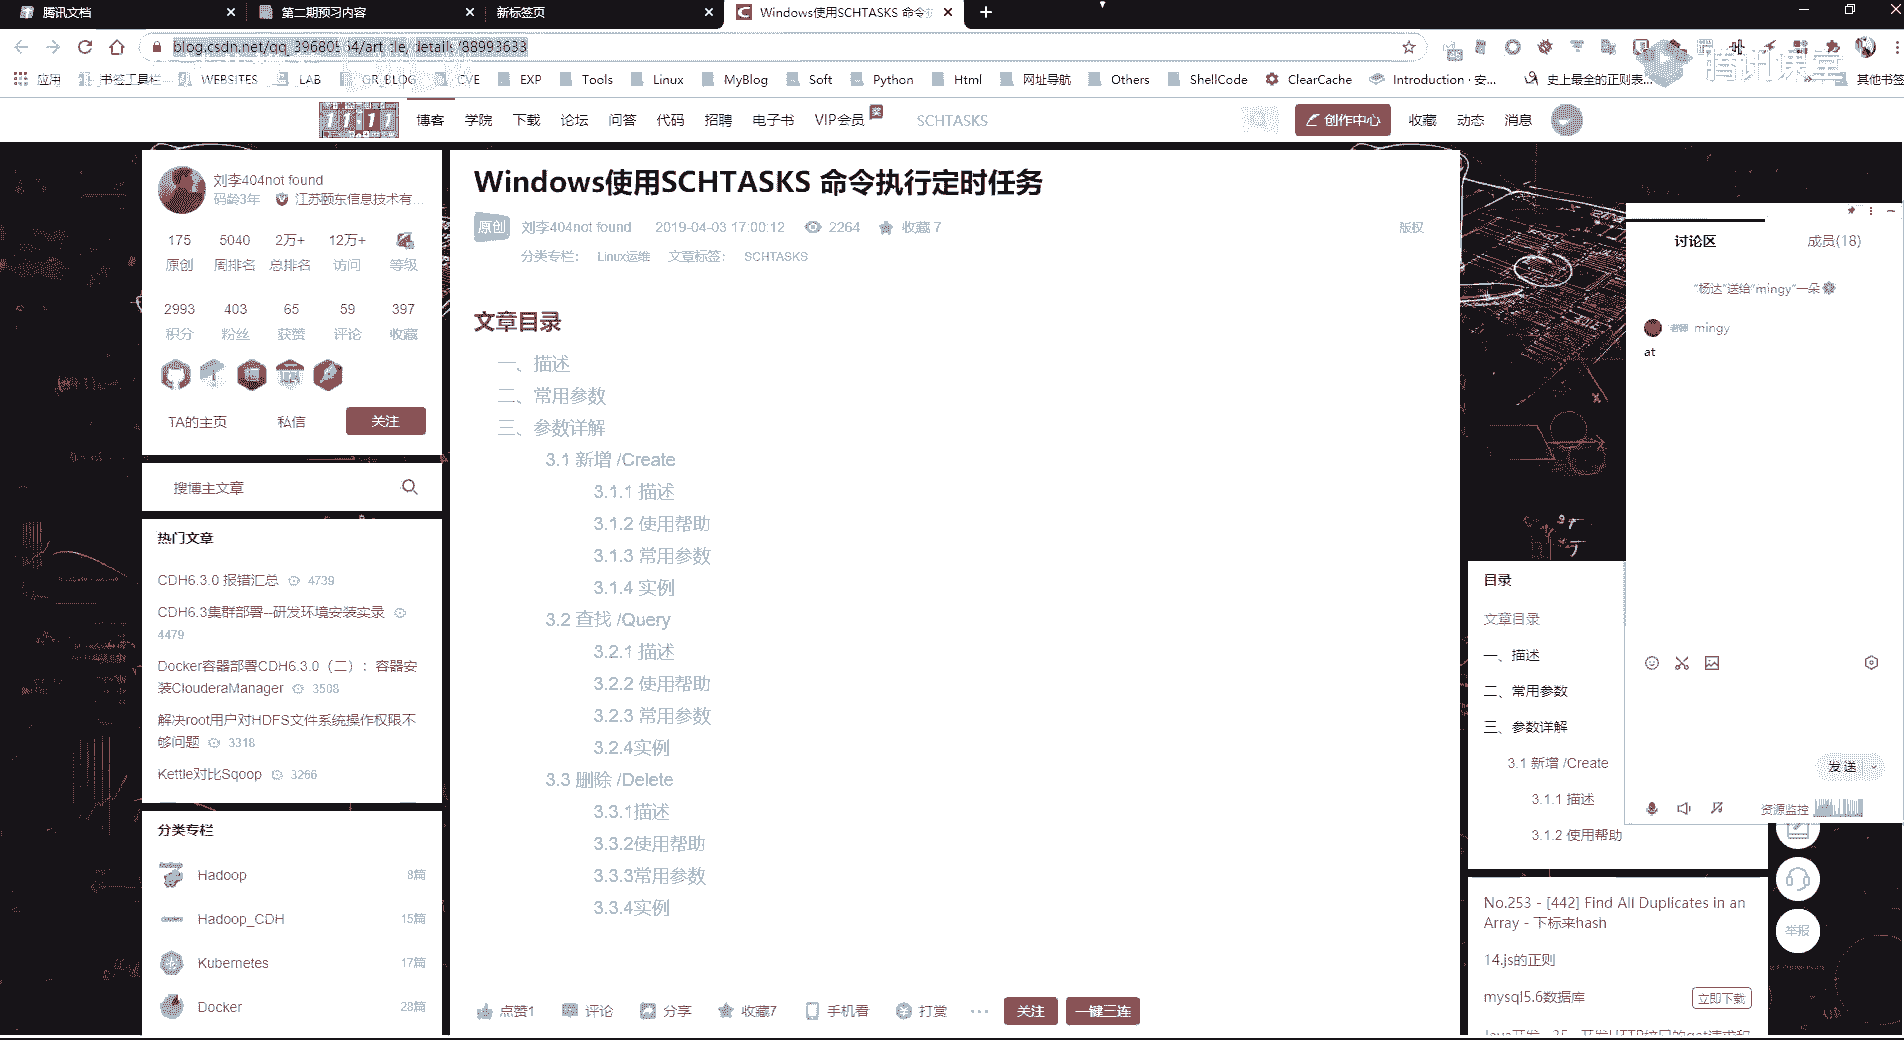 腾讯文档
第二期预习内容
新标签页
Windows使用SCHTASKS 命令
应用
书签工具栏
WEBSITES
LAB
CVE
EXP
Tools
Linux
MyBlog
Soft
Python
Html
网址导航
Others
ShellCode
ClearCache
Introduction · 安...
史上最全的正则表...
其他书签
腾讯课堂
11.11
博客
学院
下载
论坛
问答
代码
招聘
电子书
VIP会员
奖
SCHTASKS
创作中心
收藏
动态
消息
刘李404not found
码龄3年
江苏颐东信息技术有...
175
5040
2万+
12万+
原创
周排名
总排名
访问
等级
2993
403
65
59
397
积分
粉丝
获赞
评论
收藏
TA的主页
私信
关注
搜博主文章
热门文章
CDH6.3.0 报错汇总 4739
CDH6.3集群部署--研发环境安装实录
4479
Docker容器部署CDH6.3.0（二）：容器安
装ClouderaManager 3508
解决root用户对HDFS文件系统操作权限不
够问题 3318
Kettle对比Sqoop 3266
分类专栏
Hadoop 8篇
Hadoop_CDH 15篇
Kubernetes 17篇
Docker 28篇
Windows使用SCHTASKS 命令执行定时任务
原创 刘李404not found 2019-04-03 17:00:12 2264 收藏 7
版权
分类专栏： Linux运维 文章标签： SCHTASKS
文章目录
一、描述
二、常用参数
三、参数详解
3.1 新增 /Create
3.1.1 描述
3.1.2 使用帮助
3.1.3 常用参数
3.1.4 实例
3.2 查找 /Query
3.2.1 描述
3.2.2 使用帮助
3.2.3 常用参数
3.2.4实例
3.3 删除 /Delete
3.3.1描述
3.3.2使用帮助
3.3.3常用参数
3.3.4实例
点赞1
评论
分享
收藏7
手机看
打赏
关注
一键三连
讨论区
成员(18)
“杨达”送给“mingy”一朵
mingy
at
发送
资源监控
目录
文章目录
一、描述
二、常用参数
三、参数详解
3.1 新增 /Create
3.1.1 描述
3.1.2 使用帮助
No.253 - [442] Find All Duplicates in an
Array - 下标来hash
14.js的正则
mysql5.6数据库
立即下载
举报